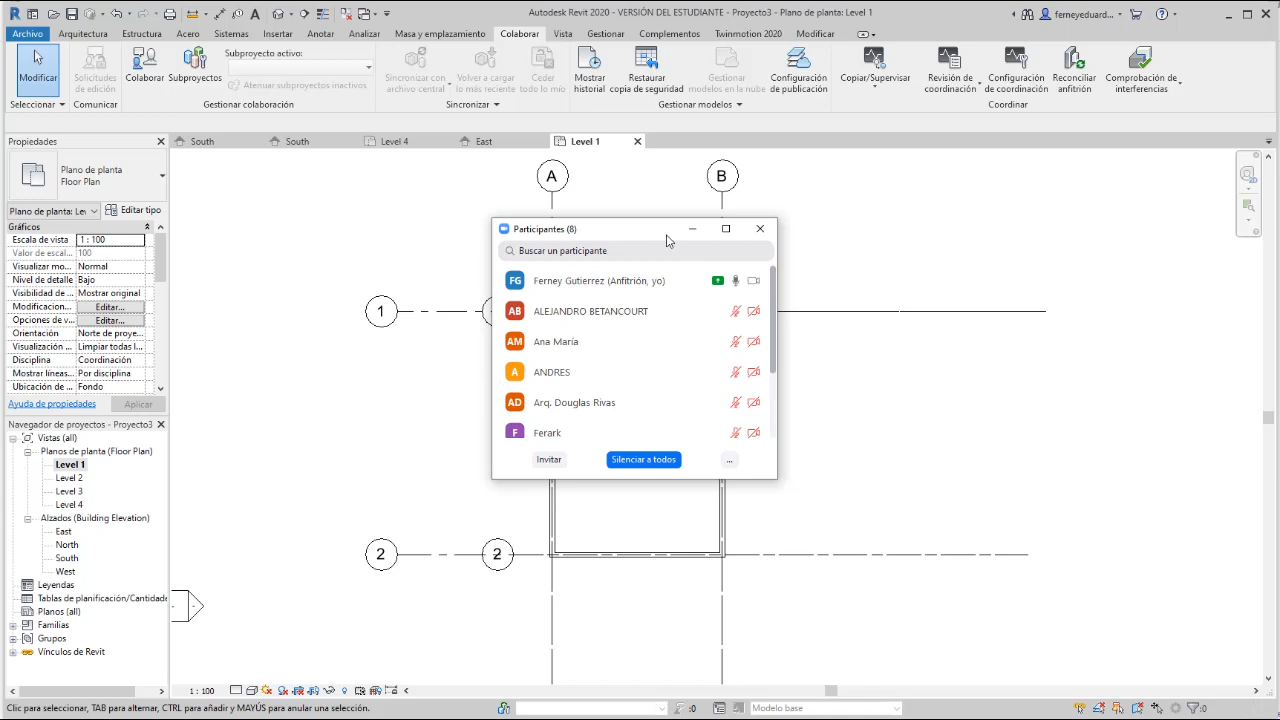 Autodesk Revit 2020 - VERSIÓN DEL ESTUDIANTE - Proyecto3 - Plano de planta: Level 1
ferneyeduard...
Archivo Arquitectura Estructura Acero Sistemas Insertar Anotar Analizar Masa y emplazamiento Colaborar Vista Gestionar Complementos Twinmotion 2020 Modificar
Modificar
Solicitudes
de edición
Colaborar
Subproyectos
Subproyecto activo:
Atenuar subproyectos inactivos
Sincronizar con
archivo central
Volver a cargar
lo más reciente
Ceder
todo lo mío
Mostrar
historial
Restaurar
copia de seguridad
Gestionar
modelos en la nube
Configuración
de publicación
Copiar/Supervisar
Revisión de
coordinación
Configuración
de coordinación
Reconciliar
anfitrión
Comprobación de
interferencias
Seleccionar Comunicar Gestionar colaboración Sincronizar Gestionar modelos Coordinar
Propiedades
South South Level 4 East Level 1
Plano de planta
Floor Plan
Plano de planta: Lev
Editar tipo
Gráficos
Escala de vista 1 : 100
Valor de escal... 100
Visualizar mo... Normal
Nivel de detalle Bajo
Visibilidad de ... Mostrar original
Modificacion... Editar...
Opciones de v... Editar...
Orientación Norte de proye...
Visualización ... Limpiar todas l...
Disciplina Coordinación
Mostrar líneas... Por disciplina
Ubicación de ... Fondo
Ayuda de propiedades Aplicar
Navegador de proyectos - Proyecto3
Vistas (all)
Planos de planta (Floor Plan)
Level 1
Level 2
Level 3
Level 4
Alzados (Building Elevation)
East
North
South
West
Leyendas
Tablas de planificación/Cantidade
Planos (all)
Familias
Grupos
Vínculos de Revit
A B
1
2 2
Participantes (8)
Buscar un participante
FG Ferney Gutierrez (Anfitrión, yo)
AB ALEJANDRO BETANCOURT
AM Ana María
A ANDRES
AD Arq. Douglas Rivas
F Ferark
Invitar Silenciar a todos ...
1 : 100
Clic para seleccionar, TAB para alternar, CTRL para añadir y MAYÚS para anular una selección.
:0
Modelo base
:0